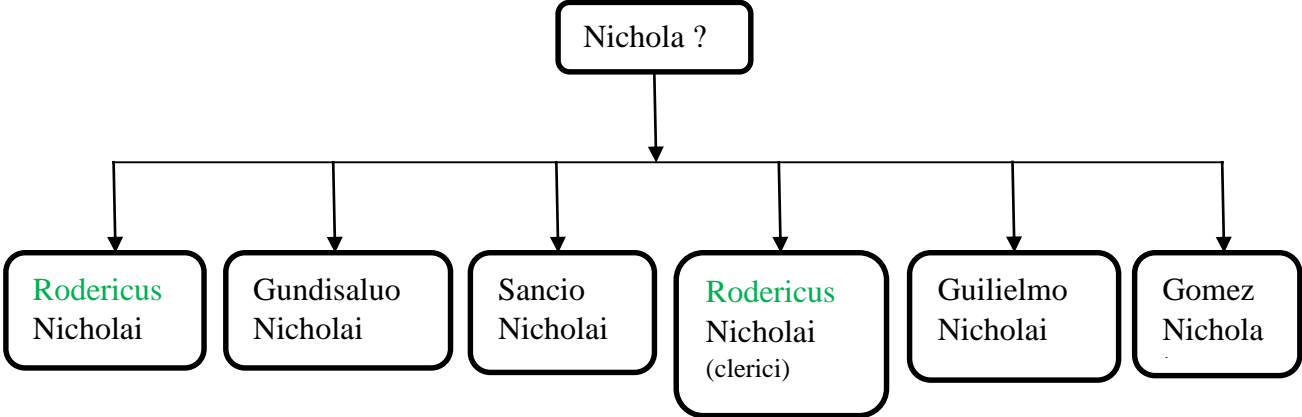 Nichola ?
Rodericus
Nicholai
Gundisaluo
Nicholai
Sancio
Nicholai
Rodericus
Nicholai
(clerici)
Guilielmo
Nicholai
Gomez
Nichola